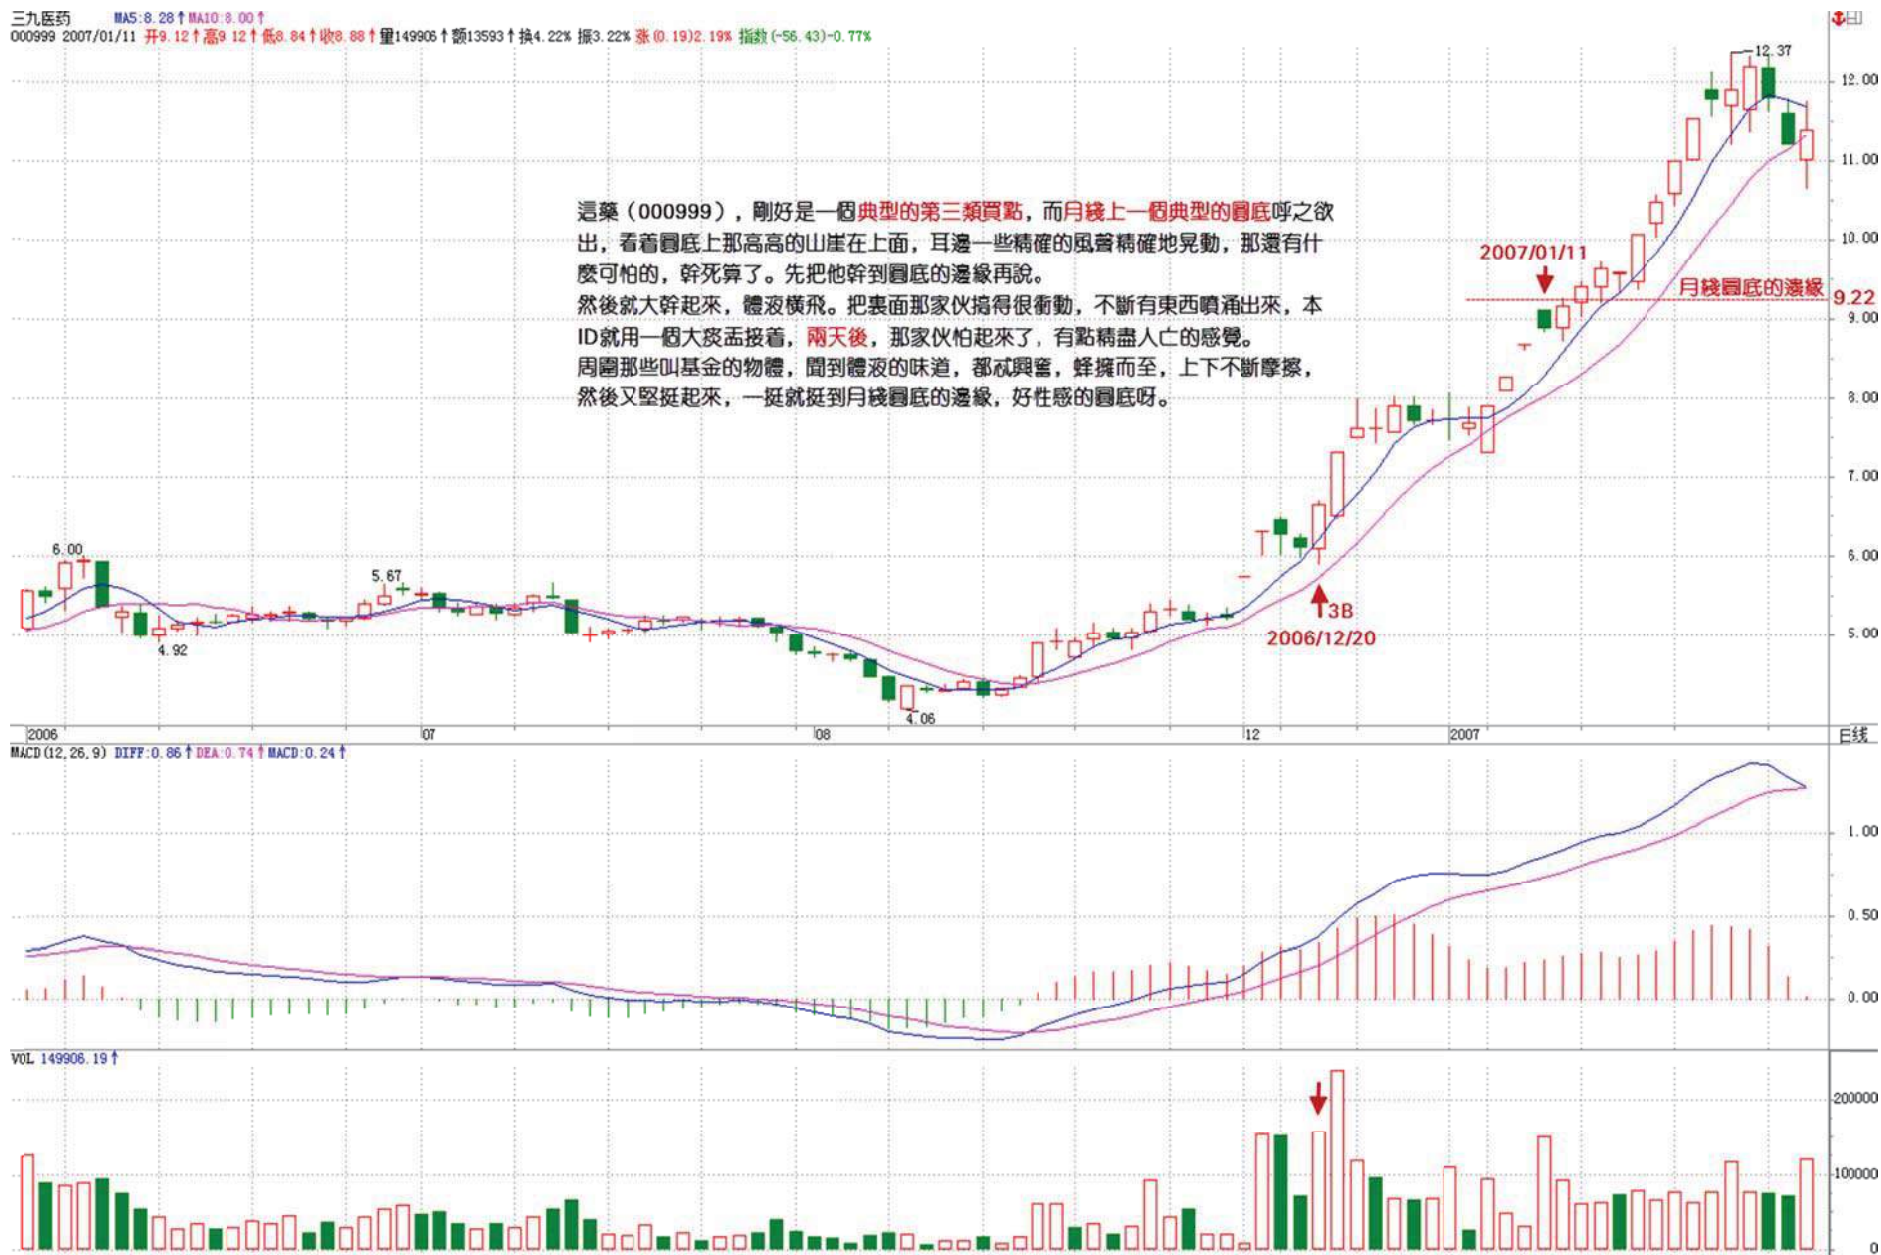 三九医药 MA5:8.28↑ MA10:8.00↑
000999 2007/01/11 开9.12↑ 高9.12↑ 低8.84↑ 收8.88↑ 量149906↑ 额13593↑ 换4.22% 振3.22% 涨(0.19)2.19% 指数(-56.43)-0.77%
12.37
12.00
11.00
這藥（000999），剛好是一個典型的第三類買點，而月綫上一個典型的圓底呼之欲
出，看着圓底上那高高的山崖在上面，耳邊一些精確的風聲精確地晃動，那還有什
麼可怕的，幹死算了。先把他幹到圓底的邊緣再說。
然後就大幹起來，體液橫飛。把裏面那家伙搞得很衝動，不斷有東西噴涌出來，本
ID就用一個大痰盂接着，兩天後，那家伙怕起來了，有點精盡人亡的感覺。
周圍那些叫基金的物體，聞到體液的味道，都忒興奮，蜂擁而至，上下不斷摩擦，
然後又堅挺起來，一挺就挺到月綫圓底的邊緣，好性感的圓底呀。
10.00
2007/01/11
月綫圓底的邊緣 9.22
9.00
8.00
7.00
6.00
6.00
5.67
4.92
4.06
3B
2006/12/20
5.00
2006 07 08 12 2007 日线
MACD(12,26,9) DIFF:0.86↑ DEA:0.74↑ MACD:0.24↑
1.00
0.50
0.00
VOL 149906.19↑
200000
100000
0